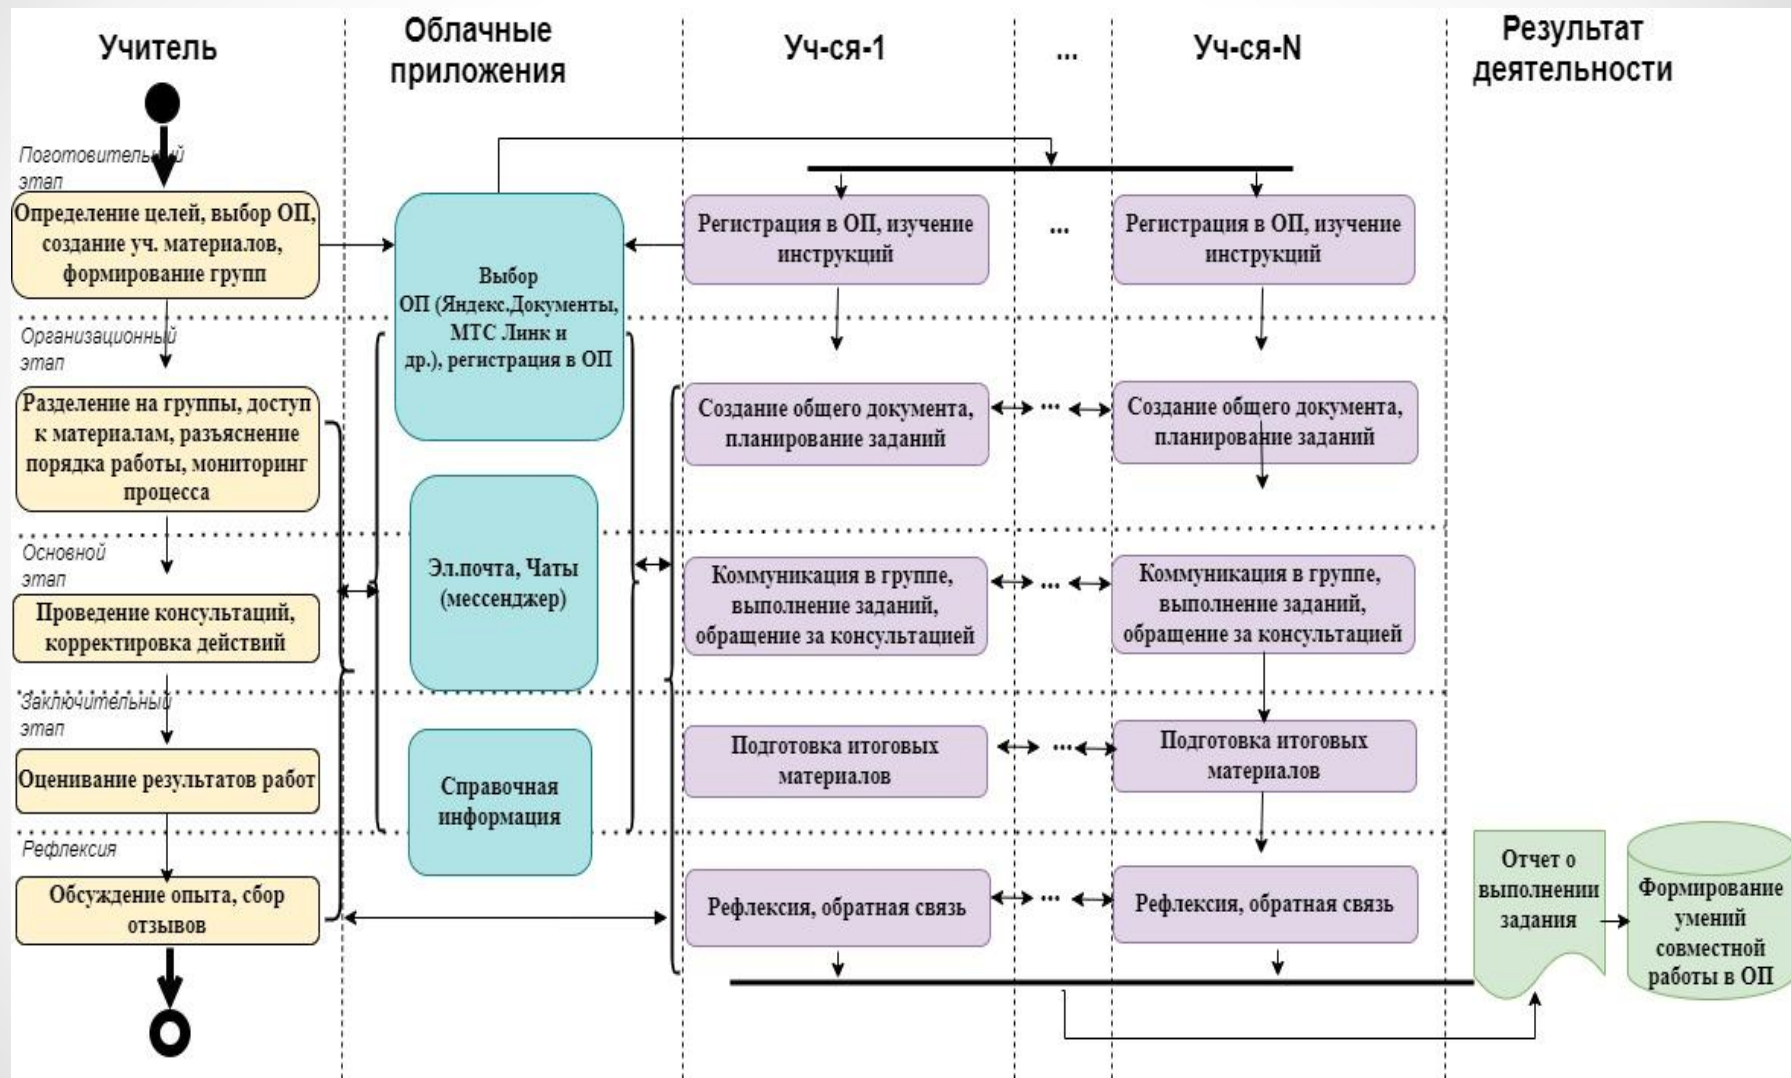 Учитель
Облачные
приложения
Уч-ся-1
...
Уч-ся-N
Результат
деятельности
Поготовительный
этап
Определение целей, выбор ОП,
создание уч. материалов,
формирование групп
Выбор
ОП (Яндекс.Документы,
МТС Линк и
др.), регистрация в ОП
Регистрация в ОП, изучение
инструкций
...
Регистрация в ОП, изучение
инструкций
Организационный
этап
Разделение на группы, доступ
к материалам, разъяснение
порядка работы, мониторинг
процесса
Создание общего документа,
планирование заданий
...
Создание общего документа,
планирование заданий
Основной
этап
Проведение консультаций,
корректировка действий
Эл.почта, Чаты
(мессенджер)
Коммуникация в группе,
выполнение заданий,
обращение за консультацией
...
Коммуникация в группе,
выполнение заданий,
обращение за консультацией
Заключительный
этап
Оценивание результатов работ
Справочная
информация
Подготовка итоговых
материалов
...
Подготовка итоговых
материалов
Рефлексия
Обсуждение опыта, сбор
отзывов
Рефлексия, обратная связь
...
Рефлексия, обратная связь
Отчет о
выполнении
задания
Формирование
умений
совместной
работы в ОП